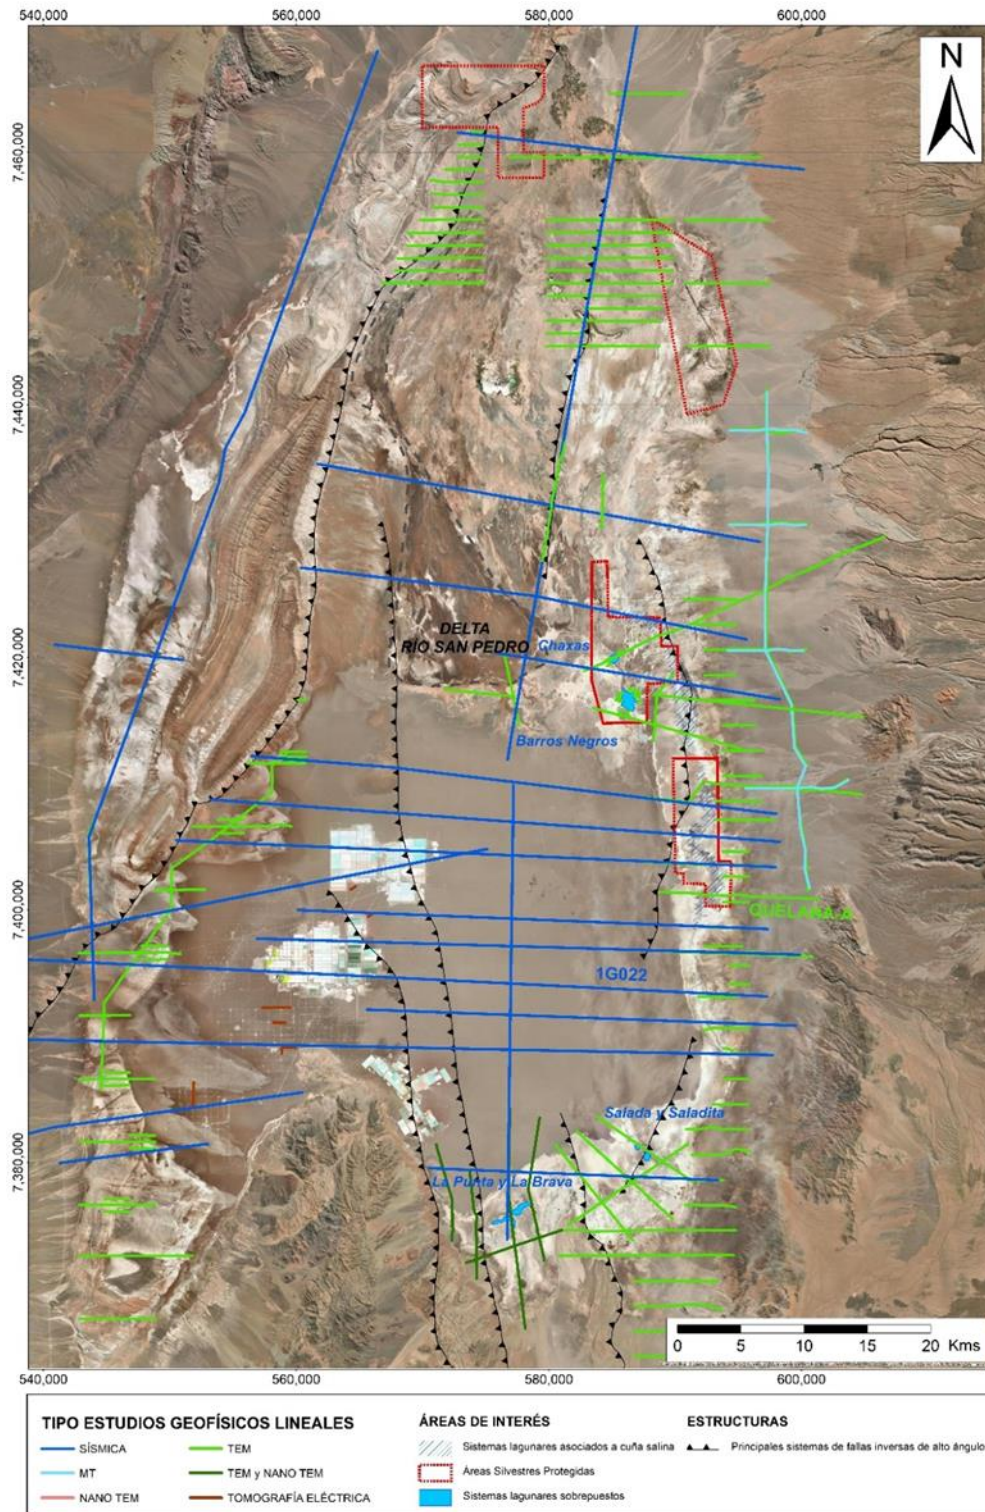 540,000 560,000 580,000 600,000
N
7,460,000
7,440,000
7,420,000
7,400,000
7,380,000
DELTA
RÍO SAN PEDRO
Chaxas
Barros Negros
QUELANA-A
1G022
Salada y Saladita
La Punta y La Brava
0 5 10 15 20 Kms
540,000 560,000 580,000 600,000
TIPO ESTUDIOS GEOFÍSICOS LINEALES
SÍSMICA
MT
NANO TEM
TEM
TEM y NANO TEM
TOMOGRAFÍA ELÉCTRICA
ÁREAS DE INTERÉS
Sistemas lagunares asociados a cuña salina
Áreas Silvestres Protegidas
Sistemas lagunares sobrepuestos
ESTRUCTURAS
Principales sistemas de fallas inversas de alto ángulo